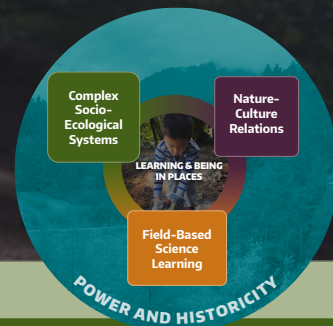 Complex
Socio-
Ecological
Systems
Nature-
Culture
Relations
LEARNING & BEING
IN PLACES
Field-Based
Science
Learning
POWER AND HISTORICITY